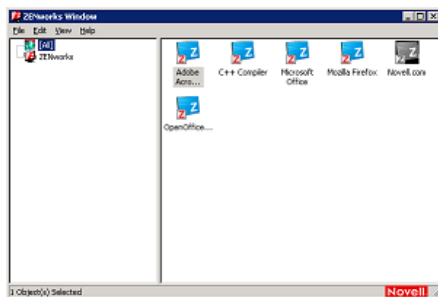 ZENworks Window
File Edit View Help
[All]
ZENworks
Adobe Acro...
C++ Compiler
Microsoft Office
Mozilla Firefox
Novell.com
OpenOffice....
1 Object(s) Selected
Novell